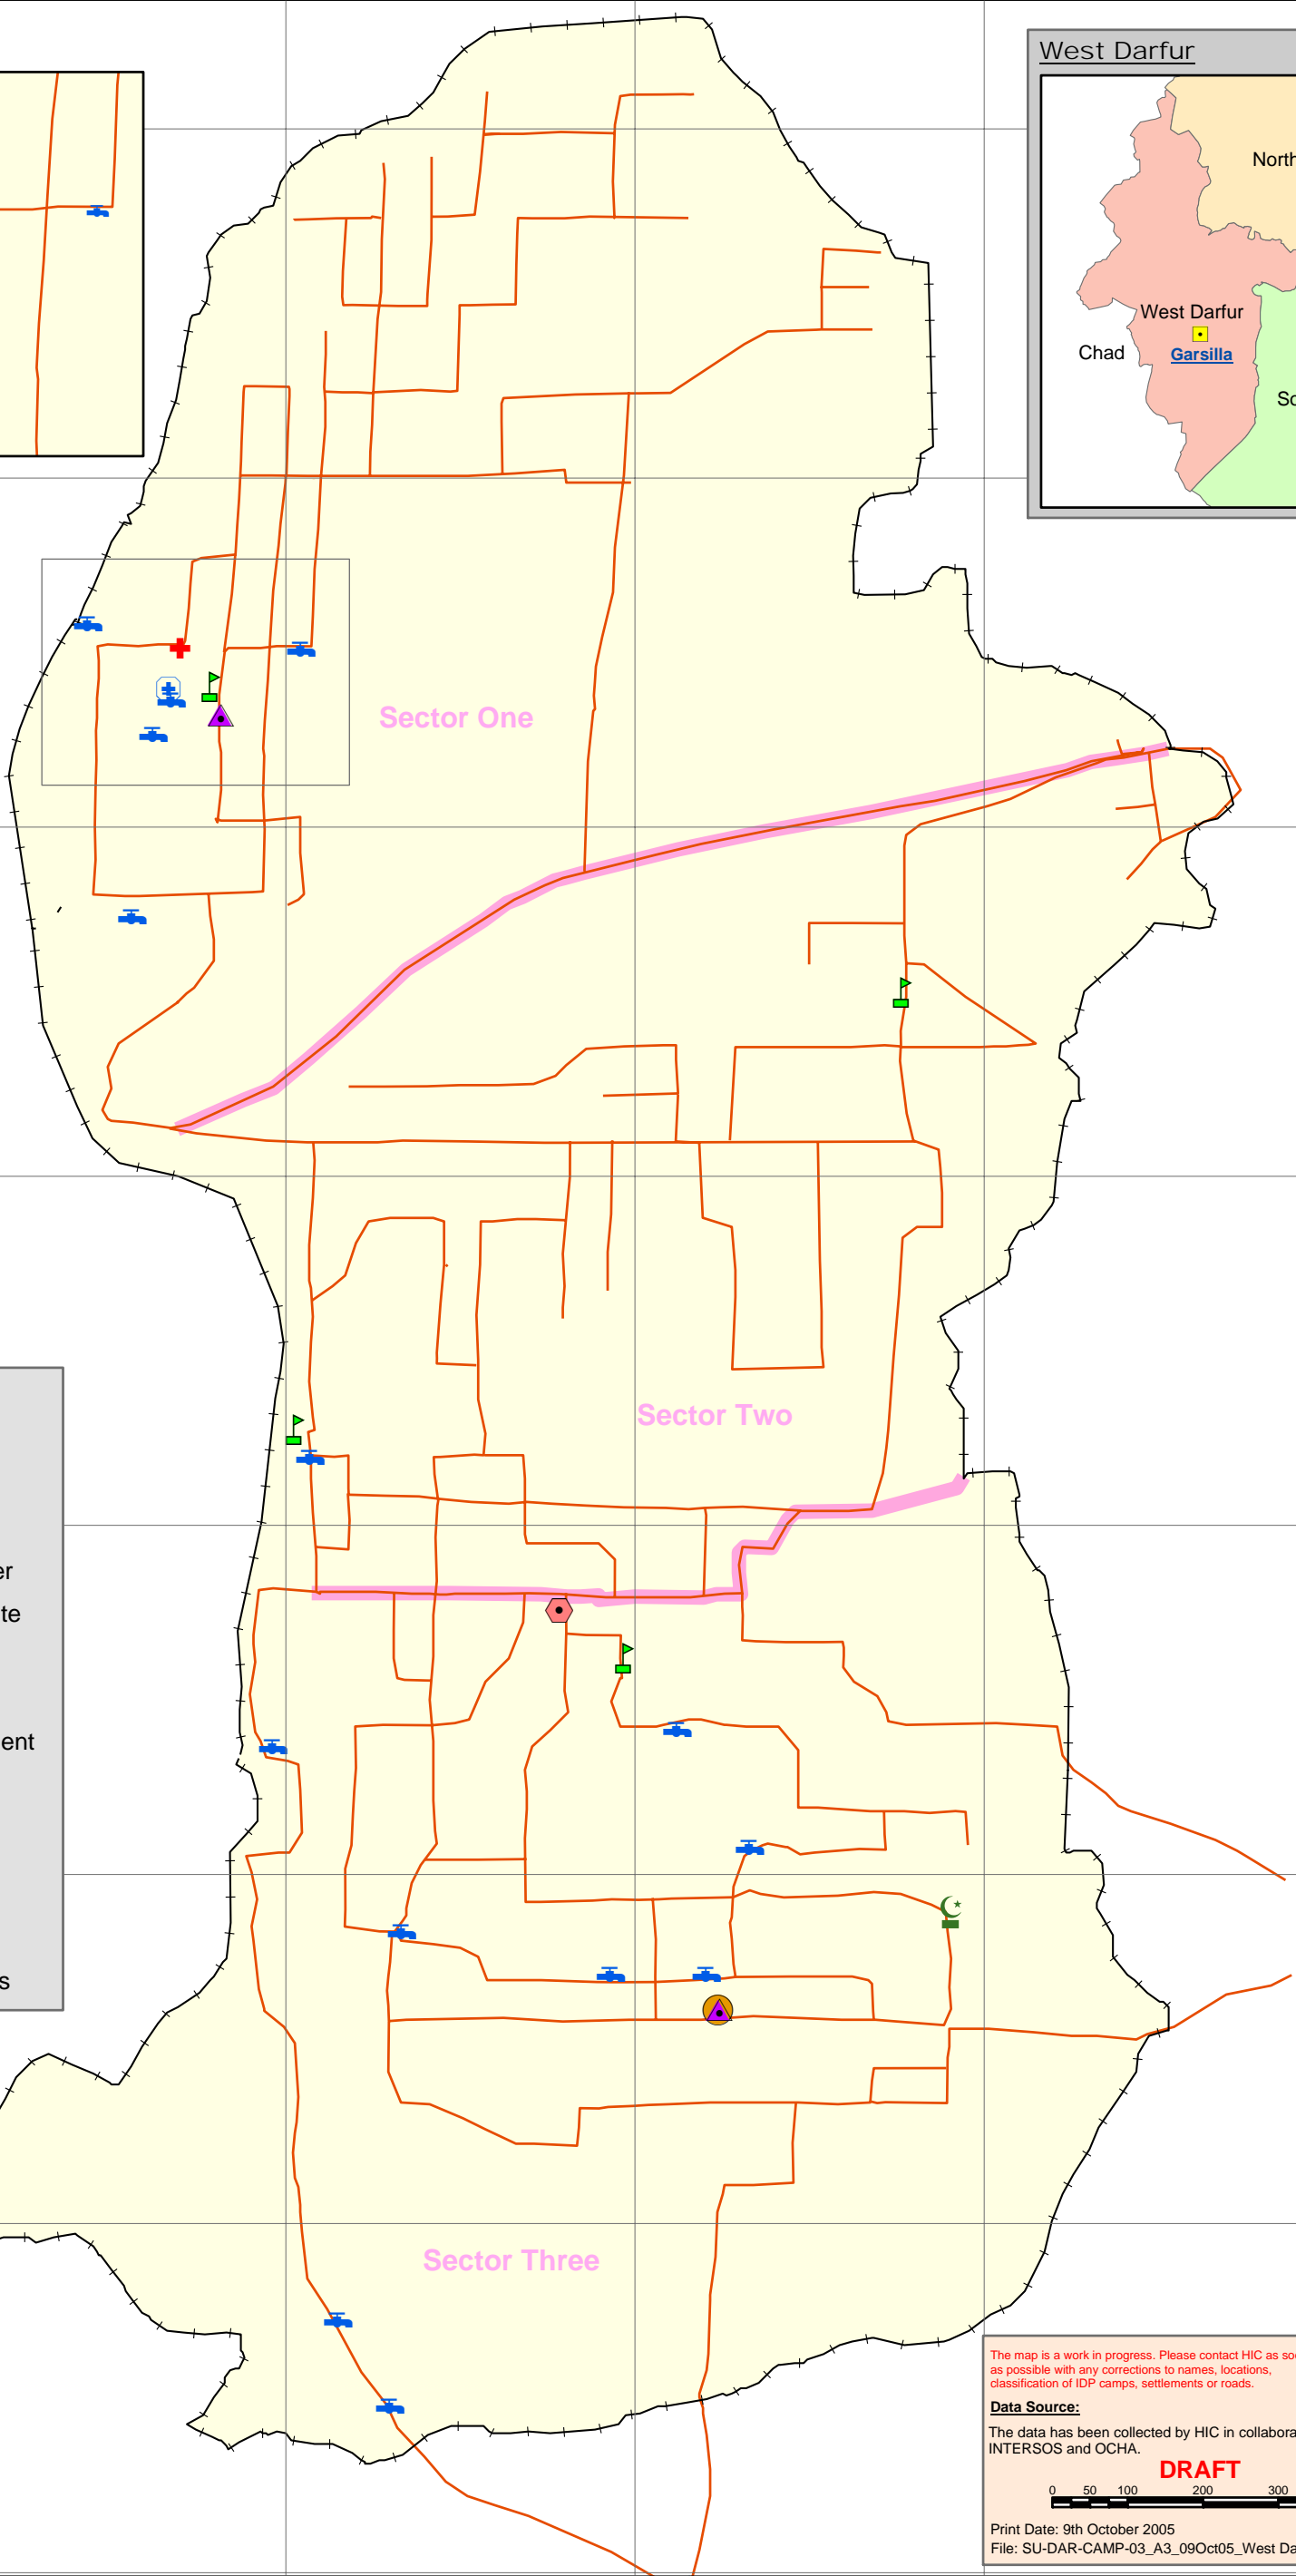 West Darfur
North
West Darfur
Chad
Garsilla
Sector One
Sector Two
Sector Three
The map is a work in progress. Please contact HIC as
as possible with any corrections to names, locations,
classification of IDP camps, settlements or roads.
Data Source:
The data has been collected by HIC in
INTERSOS and OCHA.
DRAFT
0 50 100 200 300
Print Date: 9th October 2005
File: SU-DAR-CAMP-03_A3_09Oct05_West